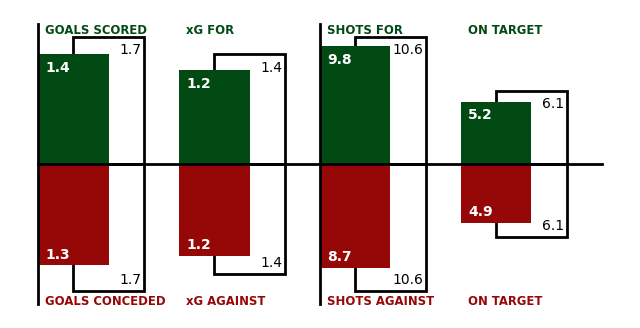 GOALS SCORED xG FOR SHOTS FOR ON TARGET
1.7 1.4 10.6 6.1
1.4 1.2 9.8 5.2
1.3 1.2 8.7 4.9
1.7 1.4 10.6 6.1
GOALS CONCEDED xG AGAINST SHOTS AGAINST ON TARGET